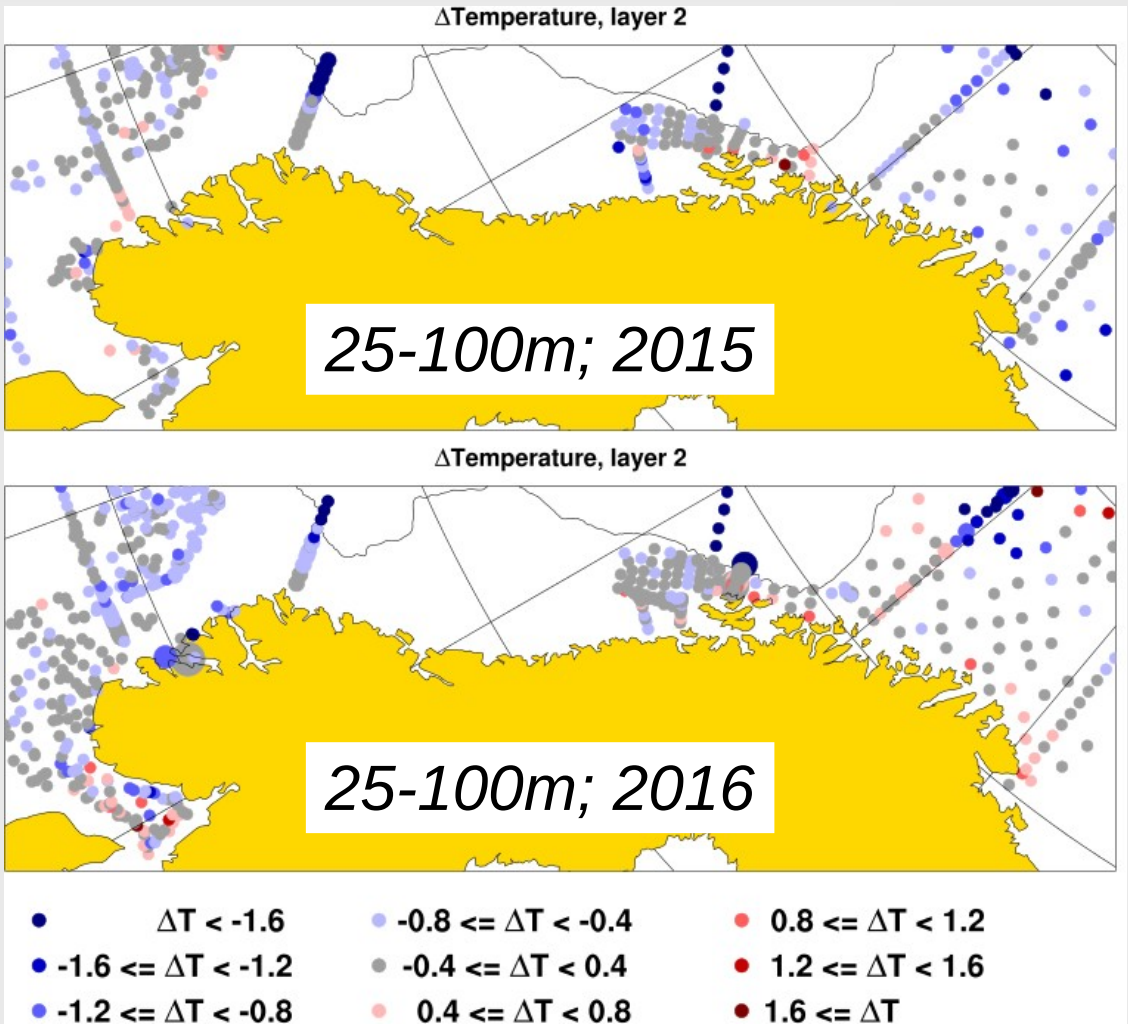 ΔTemperature, layer 2
25-100m; 2015
ΔTemperature, layer 2
25-100m; 2016
ΔT < -1.6
-0.8 <= ΔT < -0.4
0.8 <= ΔT < 1.2
-1.6 <= ΔT < -1.2
-0.4 <= ΔT < 0.4
1.2 <= ΔT < 1.6
-1.2 <= ΔT < -0.8
0.4 <= ΔT < 0.8
1.6 <= ΔT